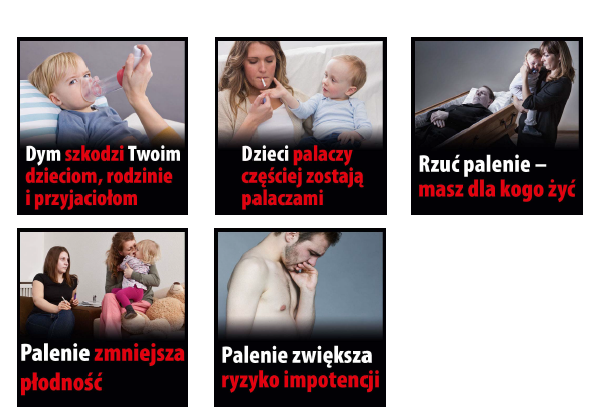 Dym szkodzi Twoim
dzieciom, rodzinie
i przyjaciołom
Dzieci palaczy
częściej zostają
palaczami
Rzuć palenie –
masz dla kogo żyć
Palenie zmniejsza
płodność
Palenie zwiększa
ryzyko impotencji